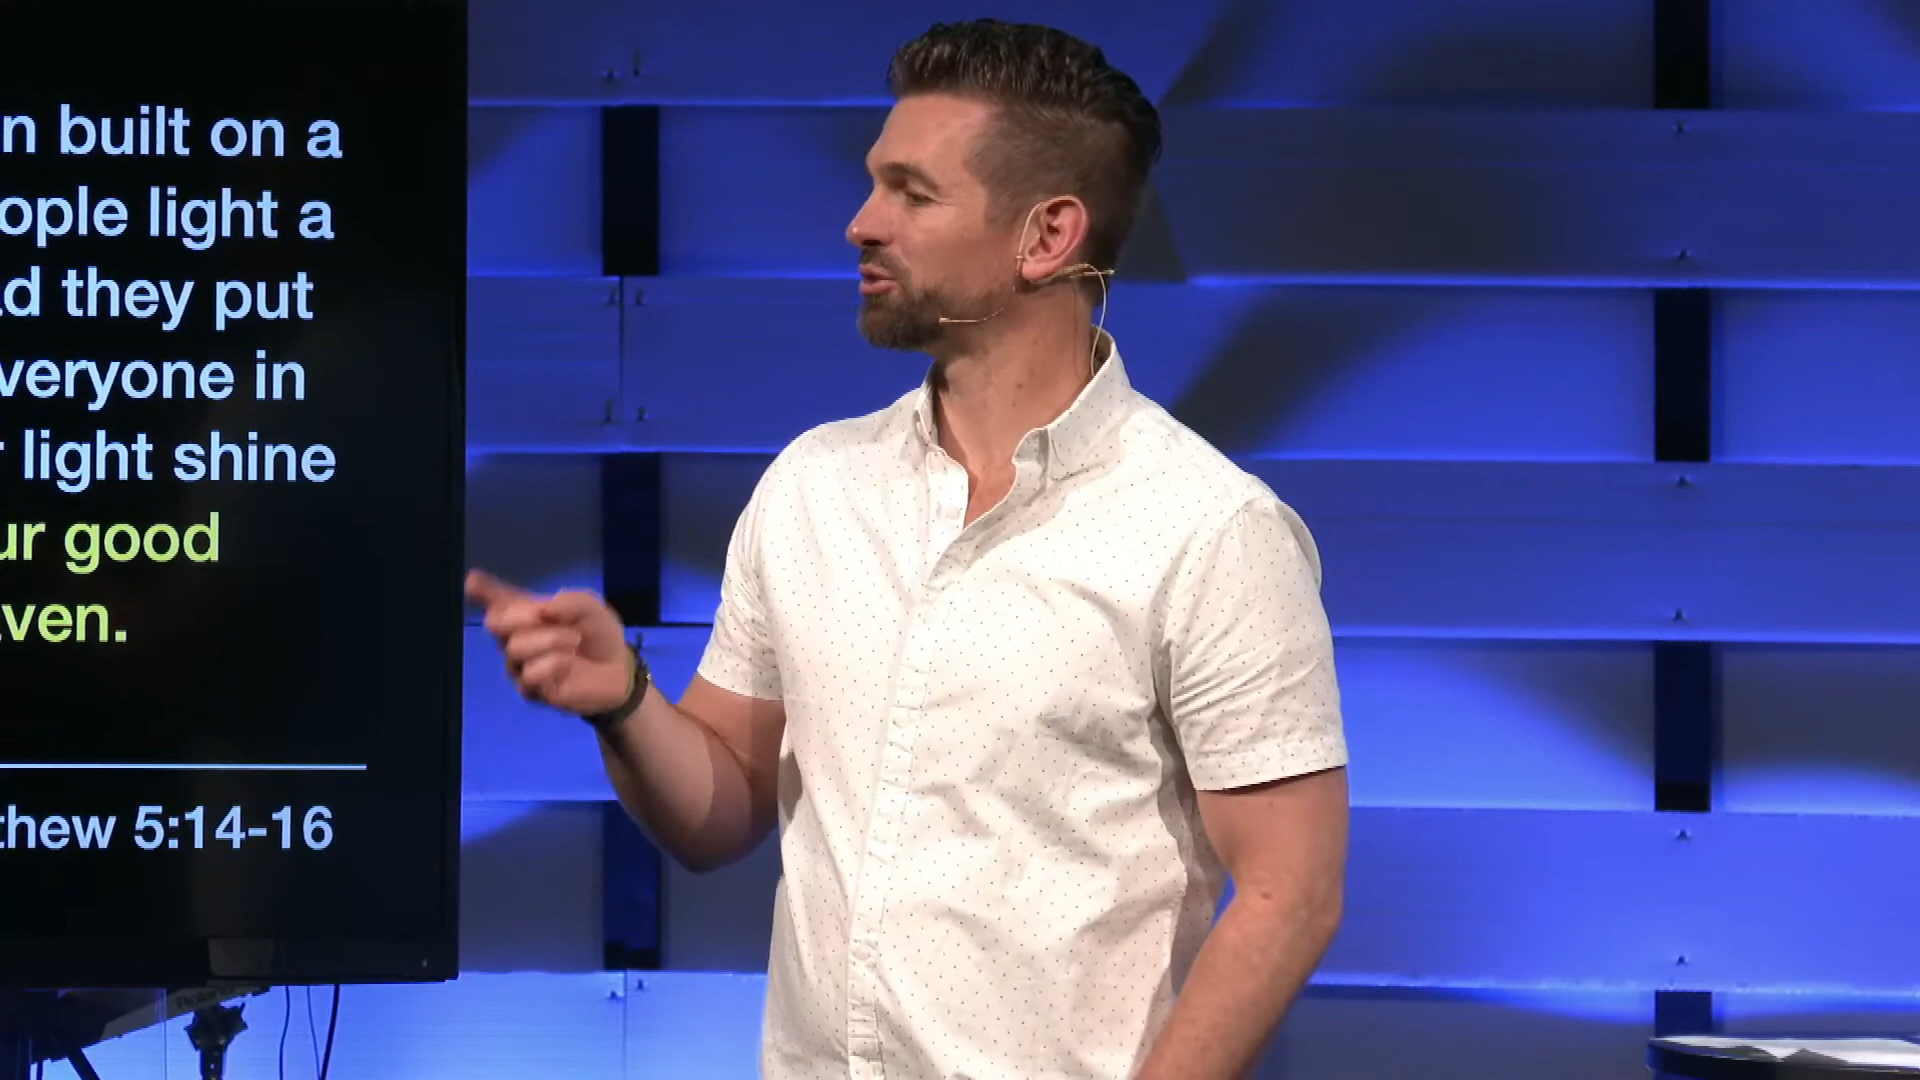 n built on a
ople light a
d they put
veryone in
r light shine
ur good
ven.
thew 5:14-16